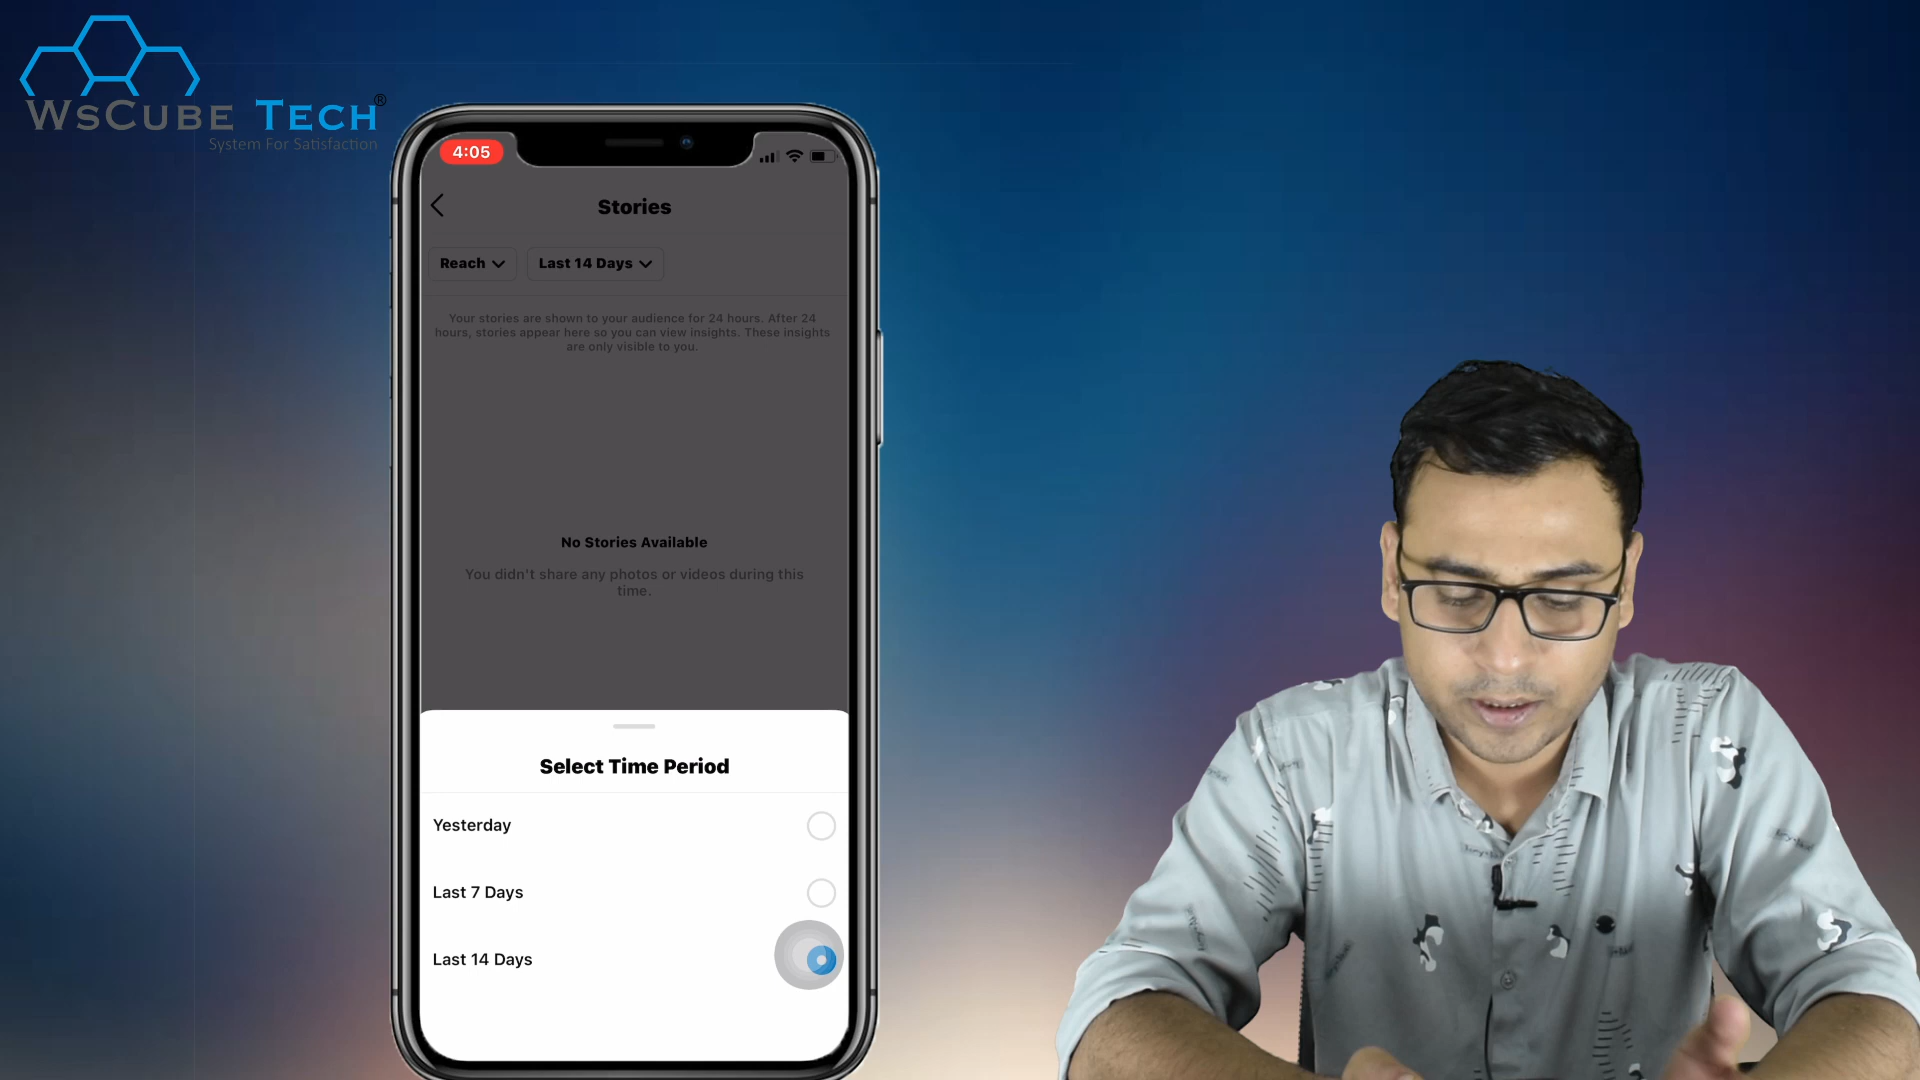 WSCUBE TECH®
System For Satisfaction
4:05
Stories
Reach
Last 14 Days
Your stories are shown to your audience for 24 hours. After 24
hours, stories appear here so you can view insights. These insights
are only visible to you.
No Stories Available
You didn't share any photos or videos during this
time.
Select Time Period
Yesterday
Last 7 Days
Last 14 Days